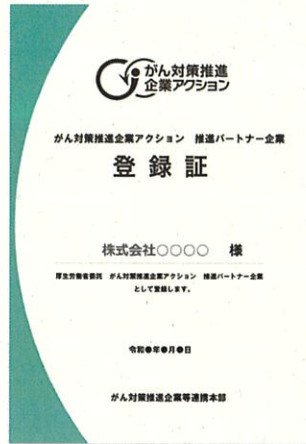 がん対策推進
企業アクション
がん対策推進企業アクション 推進パートナー企業
登録証
株式会社○○○○ 様
厚生労働省委託 がん対策推進企業アクション 推進パートナー企業
として登録します。
令和●年●月●日
がん対策推進企業等連携本部